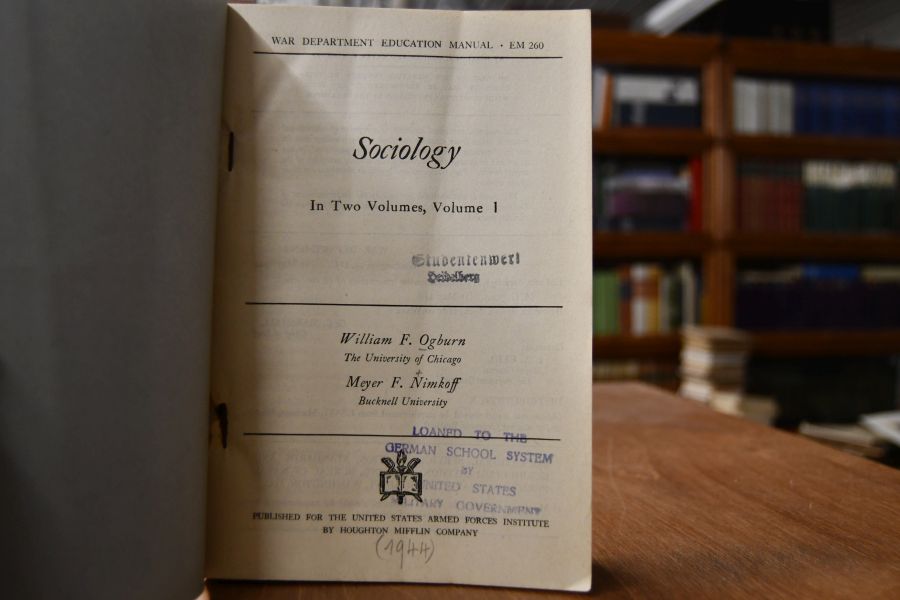 WAR DEPARTMENT EDUCATION MANUAL · EM 260
Sociology
In Two Volumes, Volume 1
Studentenwerk
Heidelberg
William F. Ogburn
The University of Chicago
Meyer F. Nimkoff
Bucknell University
LOANED TO THE
GERMAN SCHOOL SYSTEM
BY
UNITED STATES
MILITARY GOVERNMENT
PUBLISHED FOR THE UNITED STATES ARMED FORCES INSTITUTE
BY HOUGHTON MIFFLIN COMPANY
(1944)